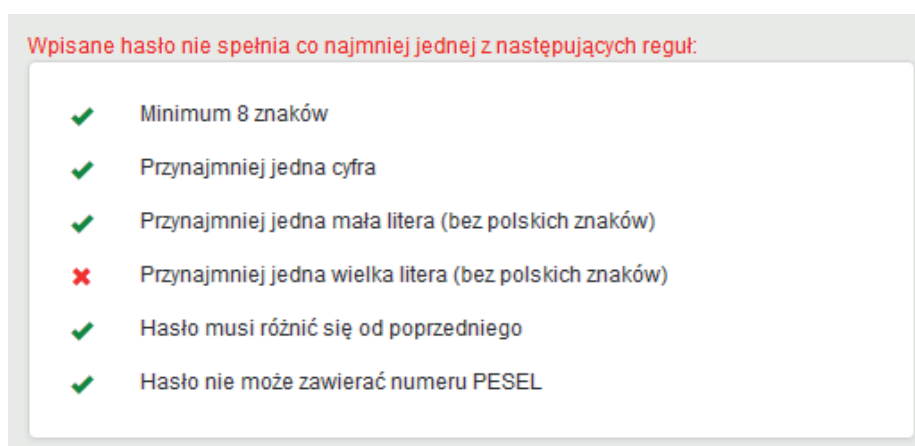 Wpisane hasło nie spełnia co najmniej jednej z następujących reguł:
Minimum 8 znaków
Przynajmniej jedna cyfra
Przynajmniej jedna mała litera (bez polskich znaków)
Przynajmniej jedna wielka litera (bez polskich znaków)
Hasło musi różnić się od poprzedniego
Hasło nie może zawierać numeru PESEL